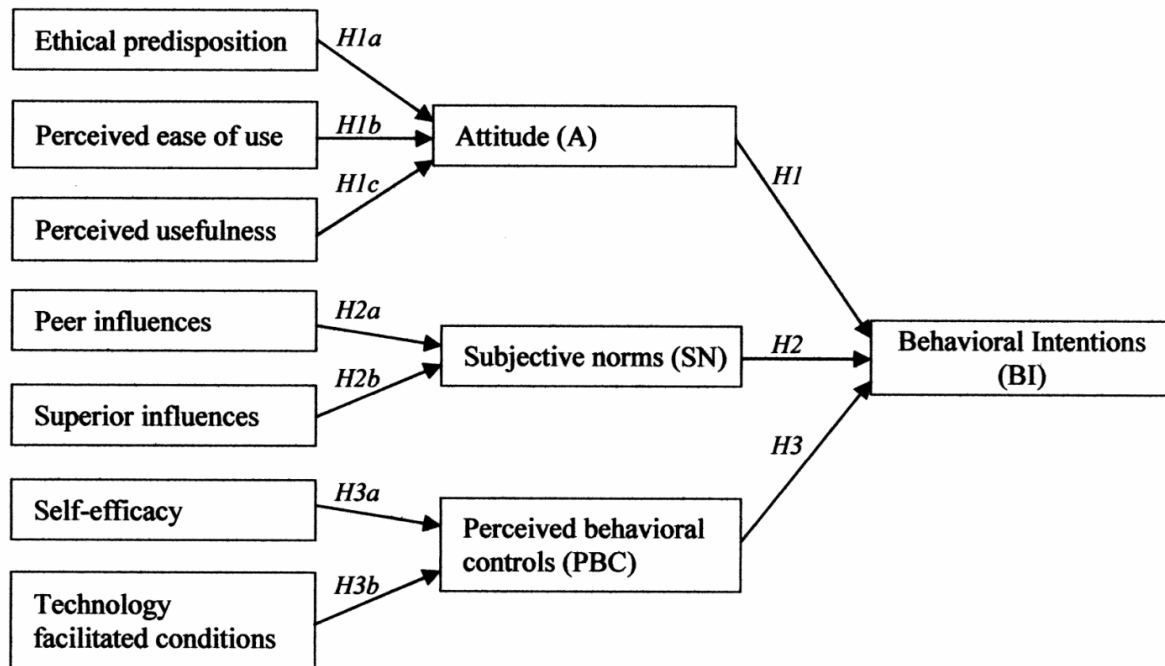 Ethical predisposition
H1a
Perceived ease of use
H1b
Attitude (A)
H1c
Perceived usefulness
H1
Peer influences
H2a
Subjective norms (SN)
H2
Behavioral Intentions
(BI)
H2b
Superior influences
H3
Self-efficacy
H3a
Perceived behavioral
controls (PBC)
H3b
Technology
facilitated conditions